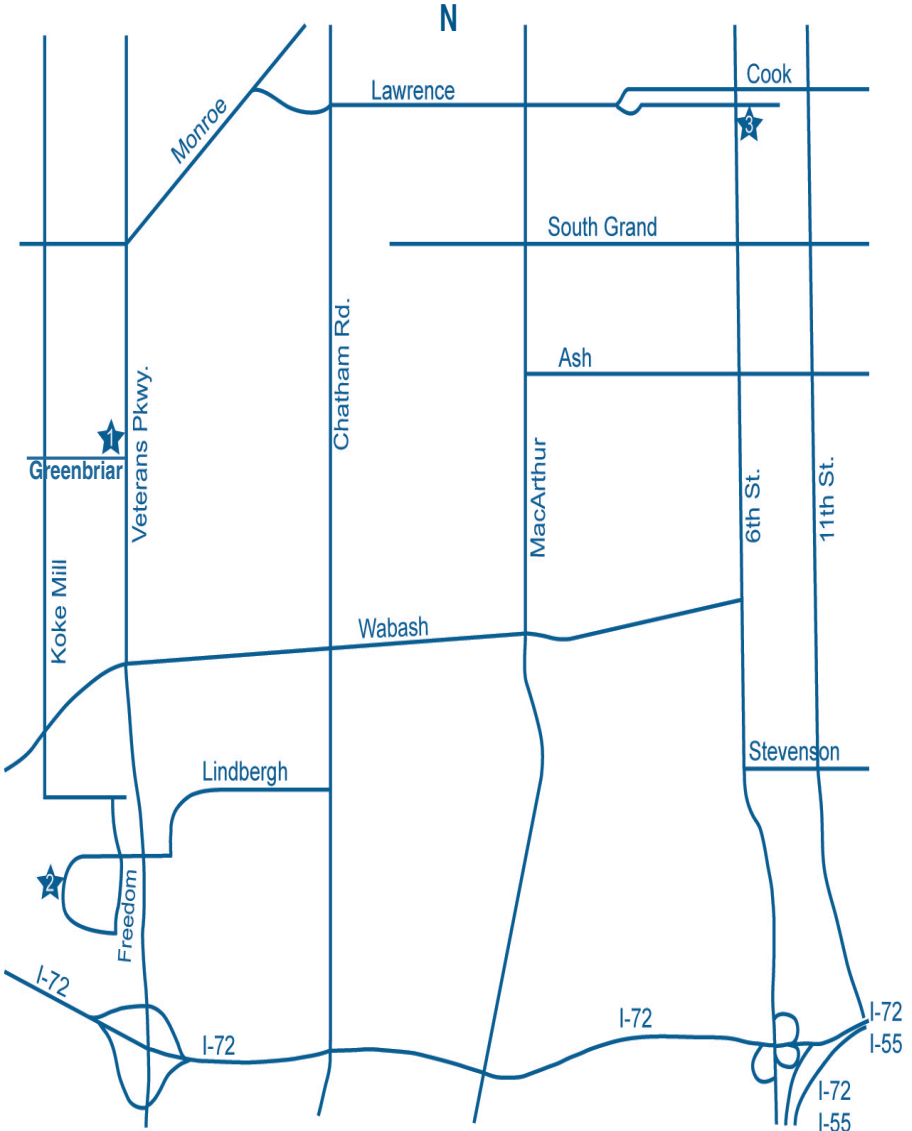 N
Cook
Lawrence
Monroe
3
South Grand
Chatham Rd.
Ash
Veterans Pkwy.
1
Greenbriar
MacArthur
6th St.
11th St.
Koke Mill
Wabash
Stevenson
Lindbergh
2
Freedom
I-72
I-72
I-72
I-72
I-55
I-72
I-55